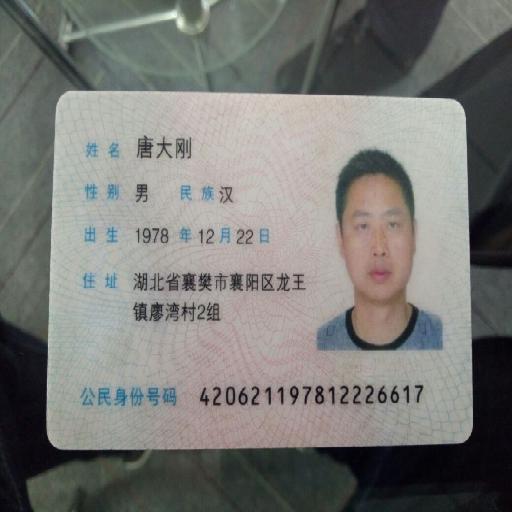 姓名 唐大刚
性别 男 民族 汉
出生 1978 年 12 月 22 日
住址 湖北省襄樊市襄阳区龙王
镇廖湾村2组
公民身份号码 420621197812226617